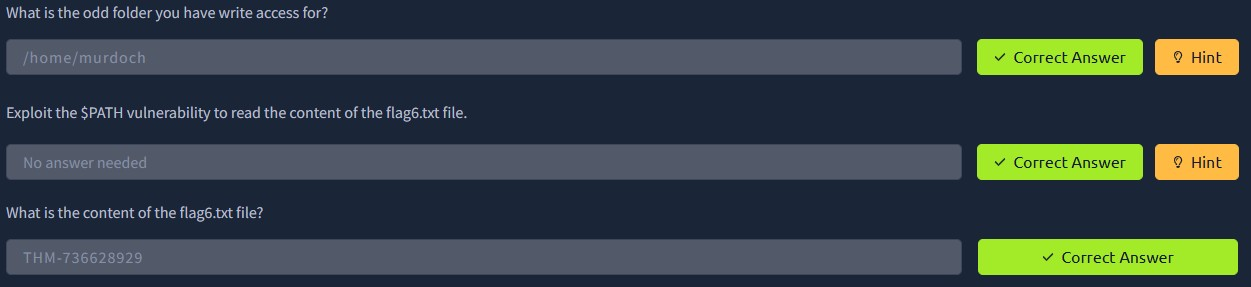 What is the odd folder you have write access for?
/home/murdoch Correct Answer Hint
Exploit the $PATH vulnerability to read the content of the flag6.txt file.
No answer needed Correct Answer Hint
What is the content of the flag6.txt file?
THM-736628929 Correct Answer